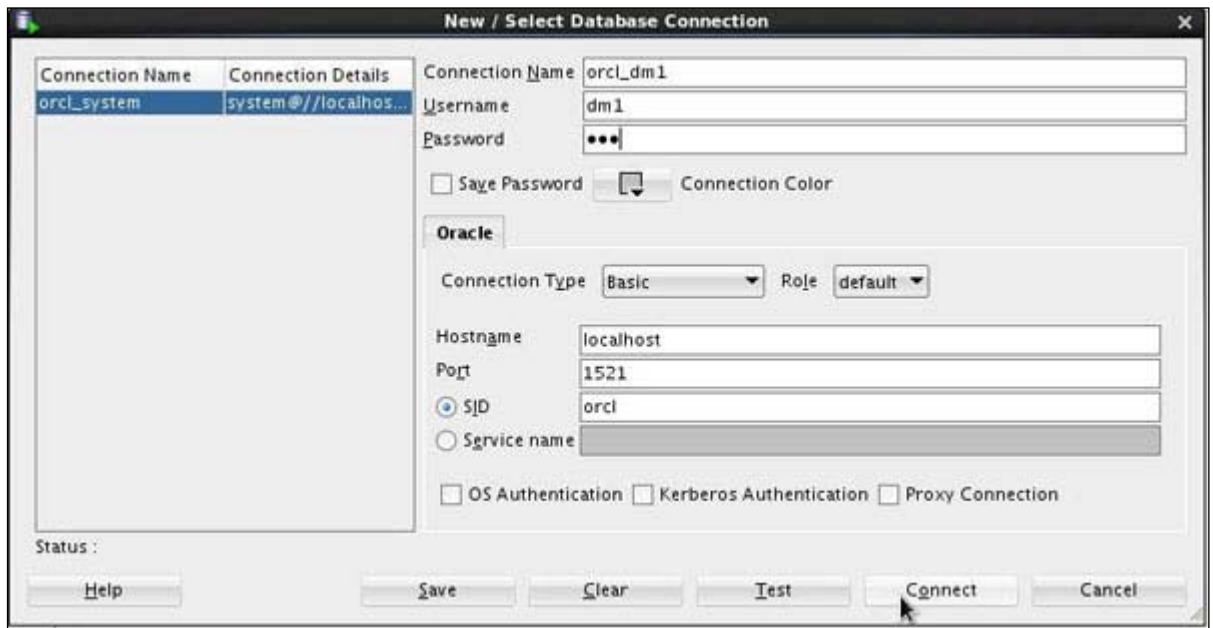 New / Select Database Connection
Connection Name Connection Details
orcl_system system@//localhos...
Connection Name orcl_dm1
Username dm1
Password •••
Save Password Connection Color
Oracle
Connection Type Basic Role default
Hostname localhost
Port 1521
SID orcl
Service name
OS Authentication Kerberos Authentication Proxy Connection
Status :
Help Save Clear Test Connect Cancel